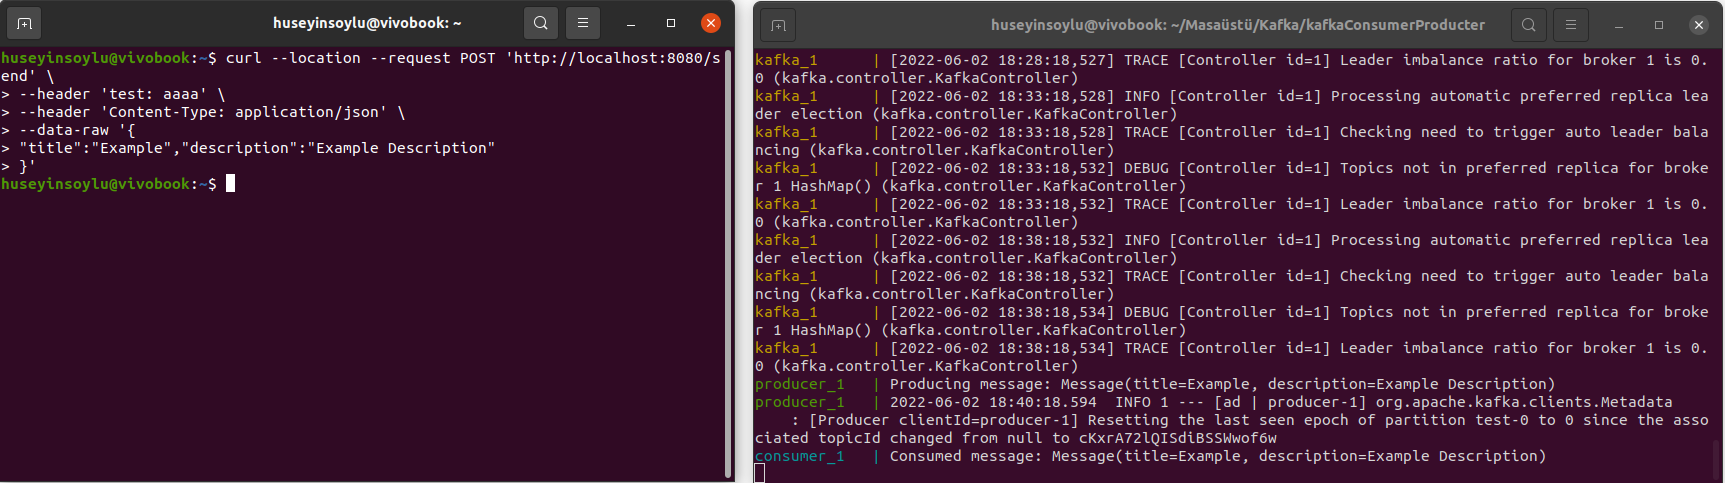 huseyinsoylu@vivobook: ~
huseyinsoylu@vivobook:~$ curl --location --request POST 'http://localhost:8080/s
end' \
> --header 'test: aaaa' \
> --header 'Content-Type: application/json' \
> --data-raw '{
> "title":"Example","description":"Example Description"
> }'
huseyinsoylu@vivobook:~$
huseyinsoylu@vivobook: ~/Masaüstü/Kafka/kafkaConsumerProducter
kafka_1      | [2022-06-02 18:28:18,527] TRACE [Controller id=1] Leader imbalance ratio for broker 1 is 0.
0 (kafka.controller.KafkaController)
kafka_1      | [2022-06-02 18:33:18,528] INFO [Controller id=1] Processing automatic preferred replica lea
der election (kafka.controller.KafkaController)
kafka_1      | [2022-06-02 18:33:18,528] TRACE [Controller id=1] Checking need to trigger auto leader bala
ncing (kafka.controller.KafkaController)
kafka_1      | [2022-06-02 18:33:18,532] DEBUG [Controller id=1] Topics not in preferred replica for broke
r 1 HashMap() (kafka.controller.KafkaController)
kafka_1      | [2022-06-02 18:33:18,532] TRACE [Controller id=1] Leader imbalance ratio for broker 1 is 0.
0 (kafka.controller.KafkaController)
kafka_1      | [2022-06-02 18:38:18,532] INFO [Controller id=1] Processing automatic preferred replica lea
der election (kafka.controller.KafkaController)
kafka_1      | [2022-06-02 18:38:18,532] TRACE [Controller id=1] Checking need to trigger auto leader bala
ncing (kafka.controller.KafkaController)
kafka_1      | [2022-06-02 18:38:18,534] DEBUG [Controller id=1] Topics not in preferred replica for broke
r 1 HashMap() (kafka.controller.KafkaController)
kafka_1      | [2022-06-02 18:38:18,534] TRACE [Controller id=1] Leader imbalance ratio for broker 1 is 0.
0 (kafka.controller.KafkaController)
producer_1   | Producing message: Message(title=Example, description=Example Description)
producer_1   | 2022-06-02 18:40:18.594  INFO 1 --- [ad | producer-1] org.apache.kafka.clients.Metadata
    : [Producer clientId=producer-1] Resetting the last seen epoch of partition test-0 to 0 since the asso
ciated topicId changed from null to cKxrA72lQISdiBSSWwof6w
consumer_1   | Consumed message: Message(title=Example, description=Example Description)